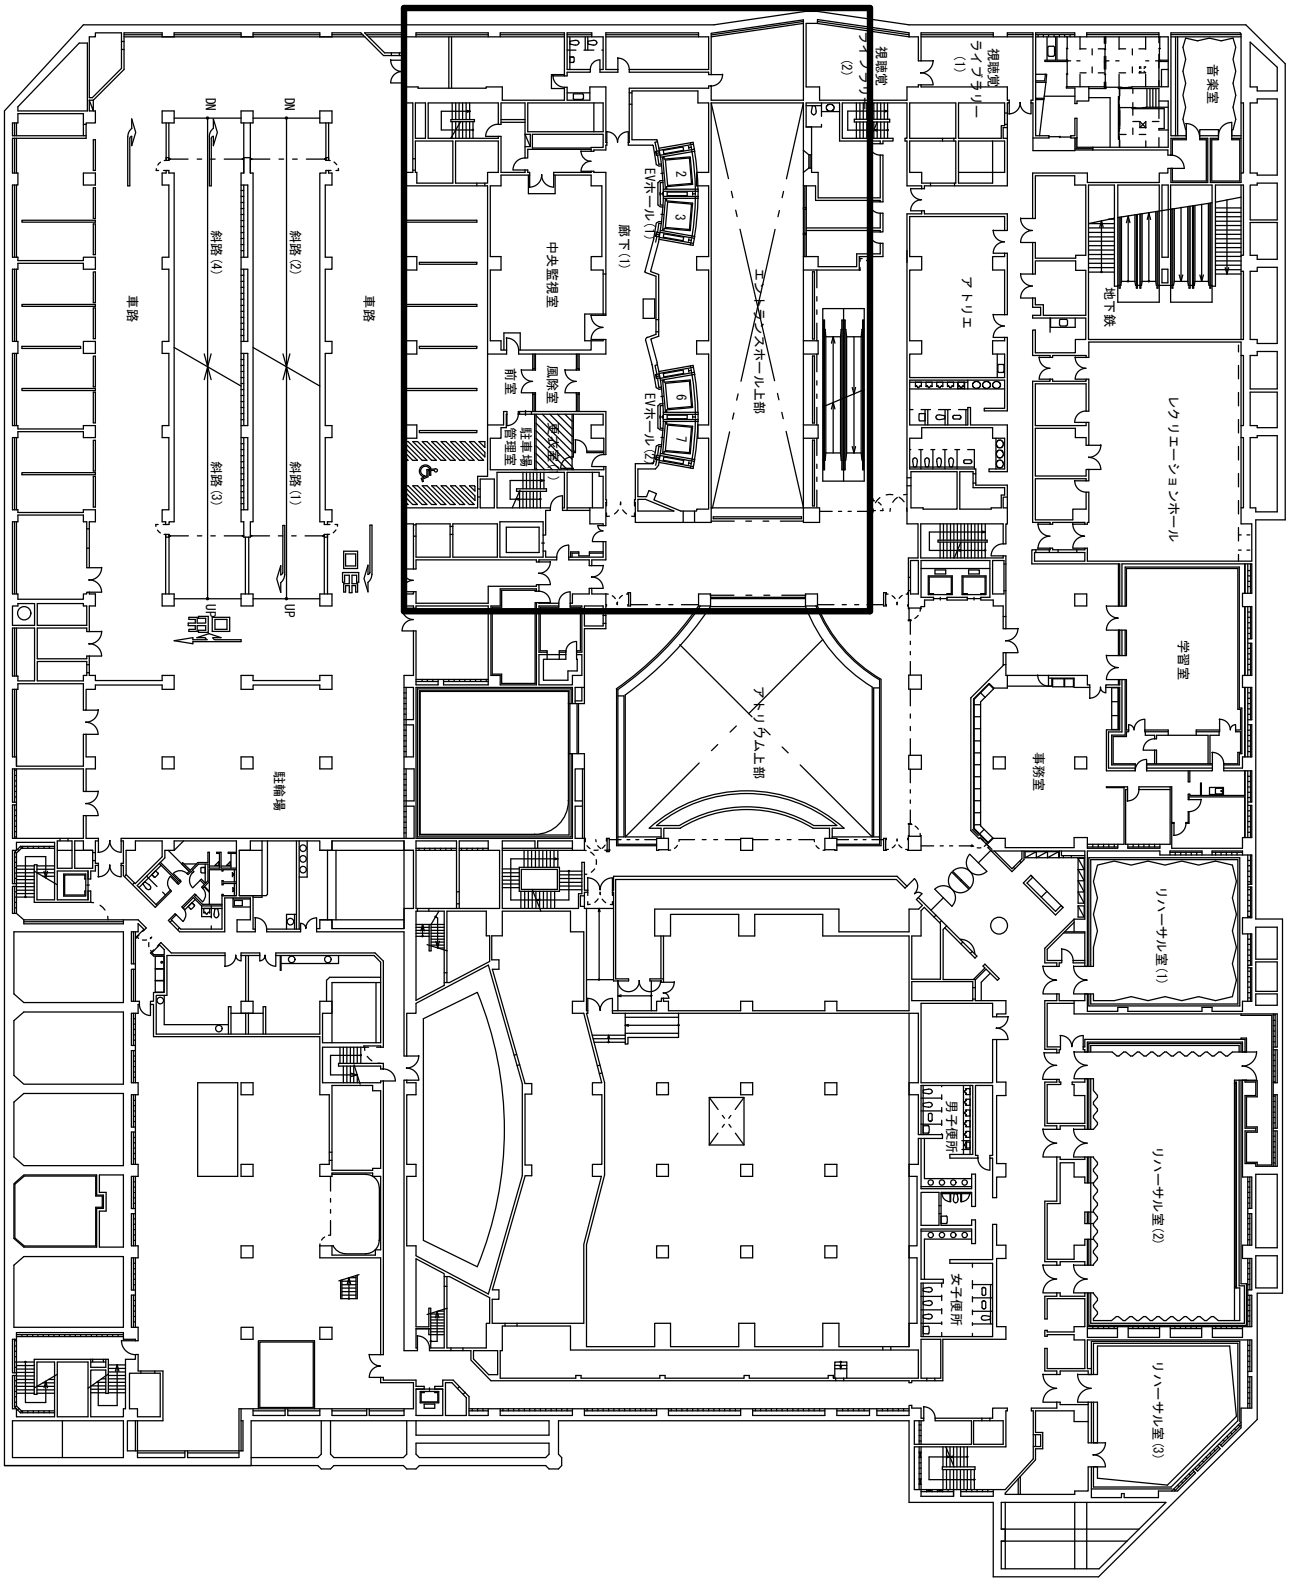 視聴覚
ライブラリー
(2)
視聴覚
ライブラリー
(1)
音楽室
DN
DN
2
3
EVホール(1)
廊下(1)
中央監視室
斜路(4)
斜路(2)
車路
車路
エントランスホール上部
アトリエ
地下鉄
前室
風除室
6
7
EVホール(2)
駐車場
管理室
レクリエーションホール
斜路(3)
斜路(1)
UP
UP
学習室
アトリウム上部
事務室
駐輪場
リハーサル室(1)
男子便所
リハーサル室(2)
女子便所
リハーサル室(3)